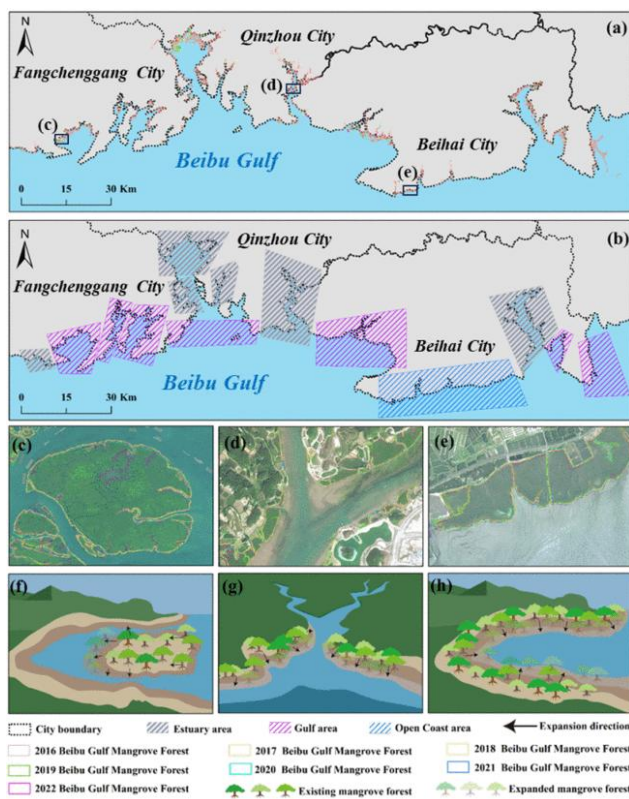 N
Qinzhou City
(a)
Fangchenggang City
(d)
(c)
Beihai City
Beibu Gulf
(e)
0 15 30 Km
N
Qinzhou City
(b)
Fangchenggang City
Beihai City
Beibu Gulf
0 15 30 Km
(c) (d) (e)
(f) (g) (h)
City boundary Estuary area Gulf area Open Coast area Expansion direction
2016 Beibu Gulf Mangrove Forest 2017 Beibu Gulf Mangrove Forest 2018 Beibu Gulf Mangrove Forest
2019 Beibu Gulf Mangrove Forest 2020 Beibu Gulf Mangrove Forest 2021 Beibu Gulf Mangrove Forest
2022 Beibu Gulf Mangrove Forest Existing mangrove forest Expanded mangrove forest